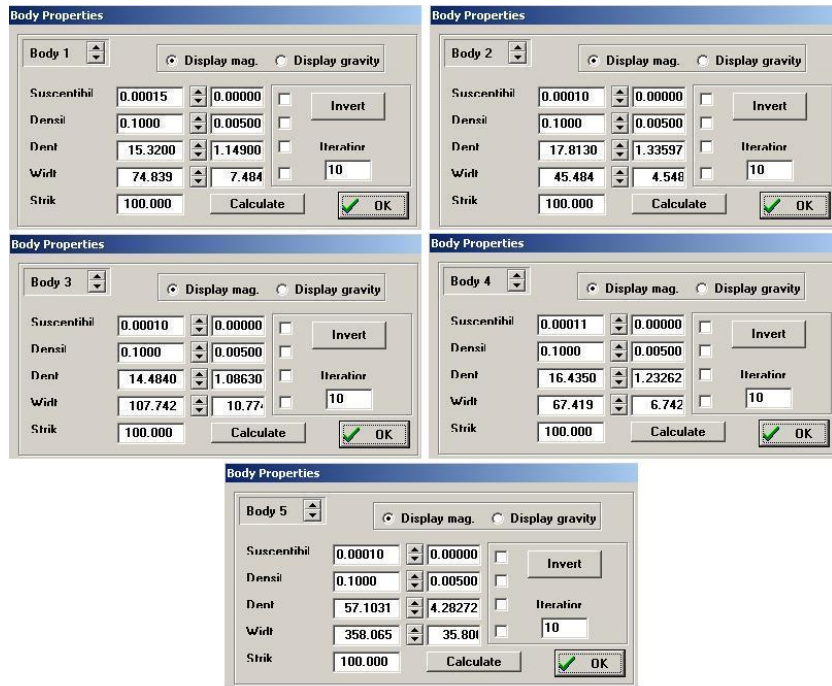 Body Properties
Body 1 Display mag. Display gravity
Suscentihil 0.00015 0.00000 Invert
Densil 0.1000 0.00500
Dent 15.3200 1.14900 Iteratior
Widt 74.839 7.484 10
Strik 100.000 Calculate OK
Body Properties
Body 2 Display mag. Display gravity
Suscentihil 0.00010 0.00000 Invert
Densil 0.1000 0.00500
Dent 17.8130 1.33597 Iteratior
Widt 45.484 4.548 10
Strik 100.000 Calculate OK
Body Properties
Body 3 Display mag. Display gravity
Suscentihil 0.00010 0.00000 Invert
Densil 0.1000 0.00500
Dent 14.4840 1.08630 Iteratior
Widt 107.742 10.774 10
Strik 100.000 Calculate OK
Body Properties
Body 4 Display mag. Display gravity
Suscentihil 0.00011 0.00000 Invert
Densil 0.1000 0.00500
Dent 16.4350 1.23262 Iteratior
Widt 67.419 6.742 10
Strik 100.000 Calculate OK
Body Properties
Body 5 Display mag. Display gravity
Suscentihil 0.00010 0.00000 Invert
Densil 0.1000 0.00500
Dent 57.1031 4.28272 Iteratior
Widt 358.065 35.80 10
Strik 100.000 Calculate OK